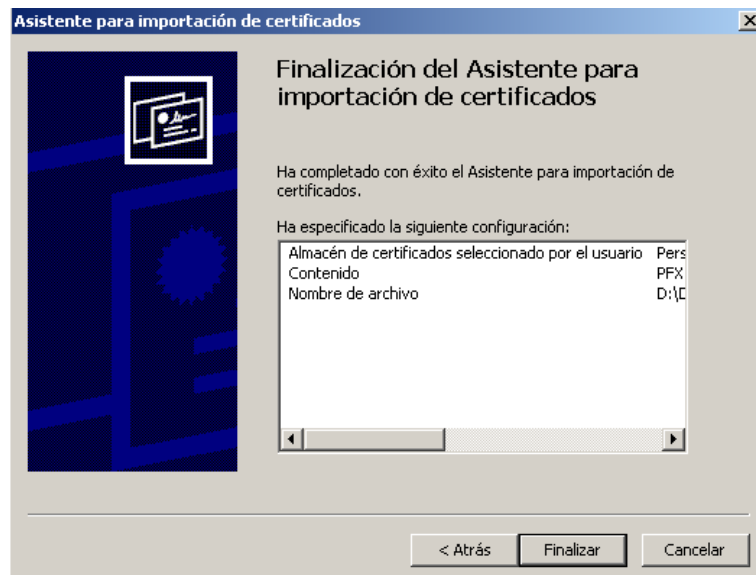 Asistente para importación de certificados
Finalización del Asistente para
importación de certificados
Ha completado con éxito el Asistente para importación de
certificados.
Ha especificado la siguiente configuración:
Almacén de certificados seleccionado por el usuario Pers
Contenido PFX
Nombre de archivo D:\D
< Atrás Finalizar Cancelar